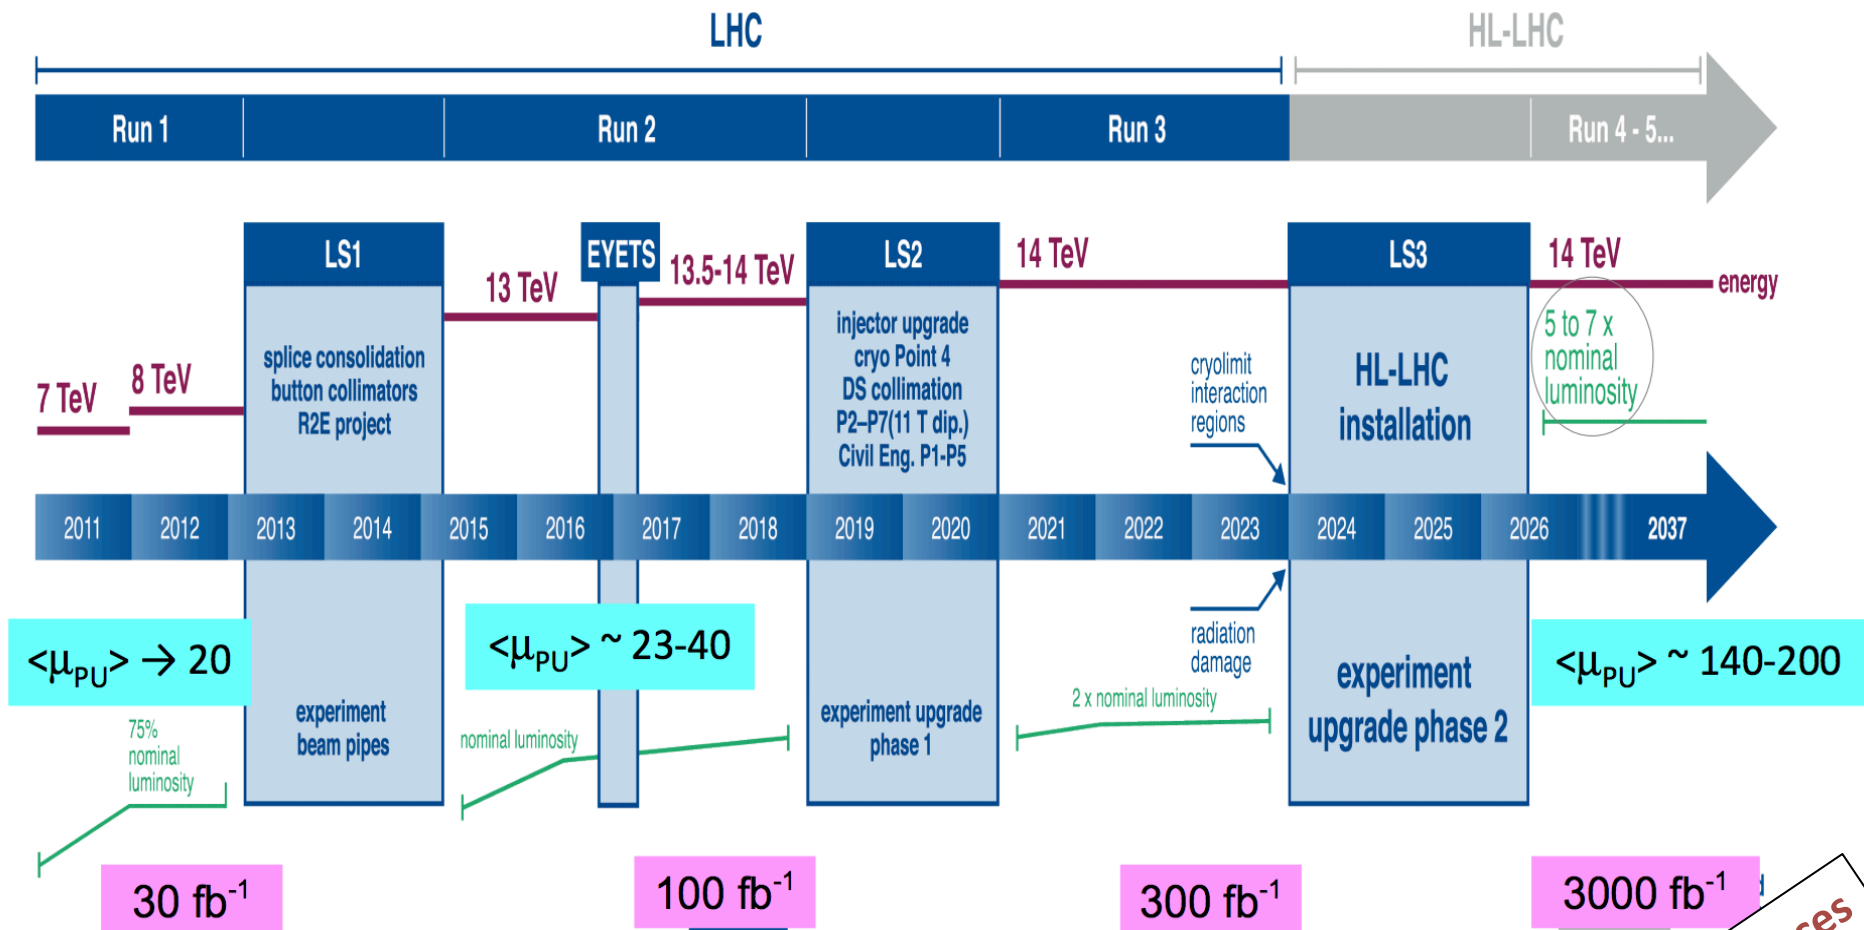 LHC
HL-LHC
Run 1
Run 2
Run 3
Run 4 - 5...
LS1
EYETS
13.5-14 TeV
LS2
14 TeV
LS3
14 TeV
energy
13 TeV
7 TeV
8 TeV
splice consolidation
button collimators
R2E project
injector upgrade
cryo Point 4
DS collimation
P2–P7(11 T dip.)
Civil Eng. P1-P5
cryolimit
interaction
regions
HL-LHC
installation
5 to 7 x
nominal
luminosity
2011
2012
2013
2014
2015
2016
2017
2018
2019
2020
2021
2022
2023
2024
2025
2026
2037
<μPU> → 20
<μPU> ~ 23-40
radiation
damage
<μPU> ~ 140-200
75%
nominal
luminosity
experiment
beam pipes
nominal luminosity
experiment upgrade
phase 1
2 x nominal luminosity
experiment
upgrade phase 2
30 fb⁻¹
100 fb⁻¹
300 fb⁻¹
3000 fb⁻¹